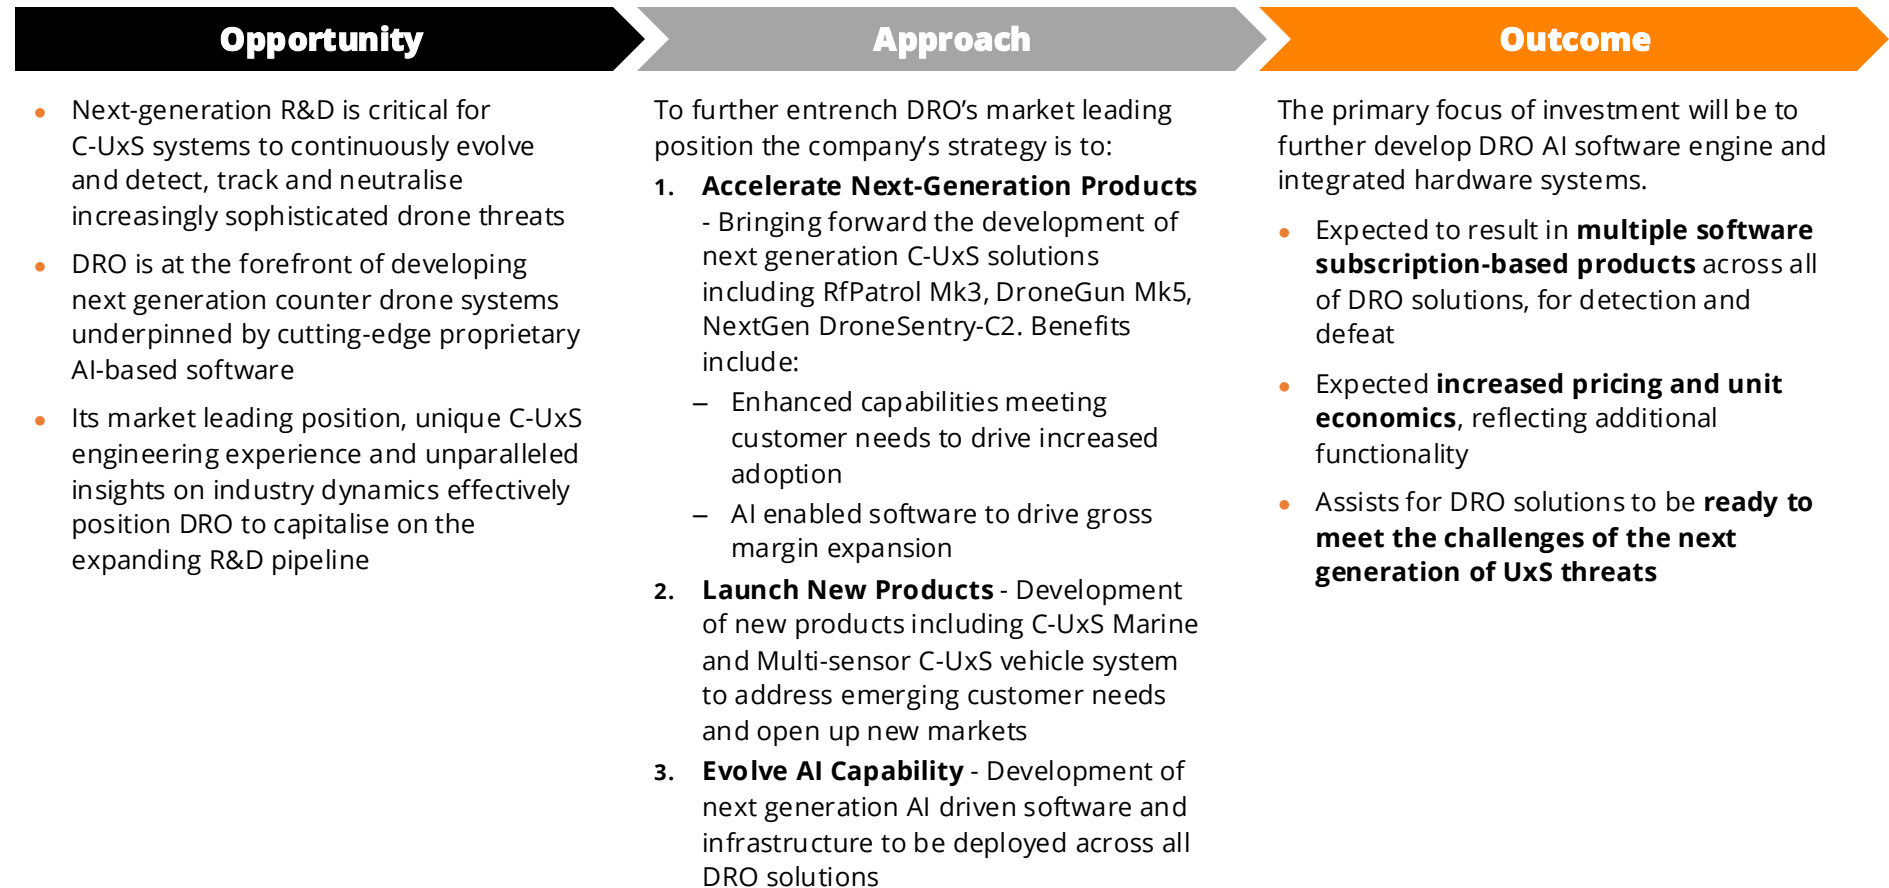 Opportunity
Approach
Outcome
• Next-generation R&D is critical for
C-UxS systems to continuously evolve
and detect, track and neutralise
increasingly sophisticated drone threats
• DRO is at the forefront of developing
next generation counter drone systems
underpinned by cutting-edge proprietary
AI-based software
• Its market leading position, unique C-UxS
engineering experience and unparalleled
insights on industry dynamics effectively
position DRO to capitalise on the
expanding R&D pipeline
To further entrench DRO’s market leading
position the company’s strategy is to:
1. Accelerate Next-Generation Products
- Bringing forward the development of
next generation C-UxS solutions
including RfPatrol Mk3, DroneGun Mk5,
NextGen DroneSentry-C2. Benefits
include:
– Enhanced capabilities meeting
customer needs to drive increased
adoption
– AI enabled software to drive gross
margin expansion
2. Launch New Products - Development
of new products including C-UxS Marine
and Multi-sensor C-UxS vehicle system
to address emerging customer needs
and open up new markets
3. Evolve AI Capability - Development of
next generation AI driven software and
infrastructure to be deployed across all
DRO solutions
The primary focus of investment will be to
further develop DRO AI software engine and
integrated hardware systems.
• Expected to result in multiple software
subscription-based products across all
of DRO solutions, for detection and
defeat
• Expected increased pricing and unit
economics, reflecting additional
functionality
• Assists for DRO solutions to be ready to
meet the challenges of the next
generation of UxS threats